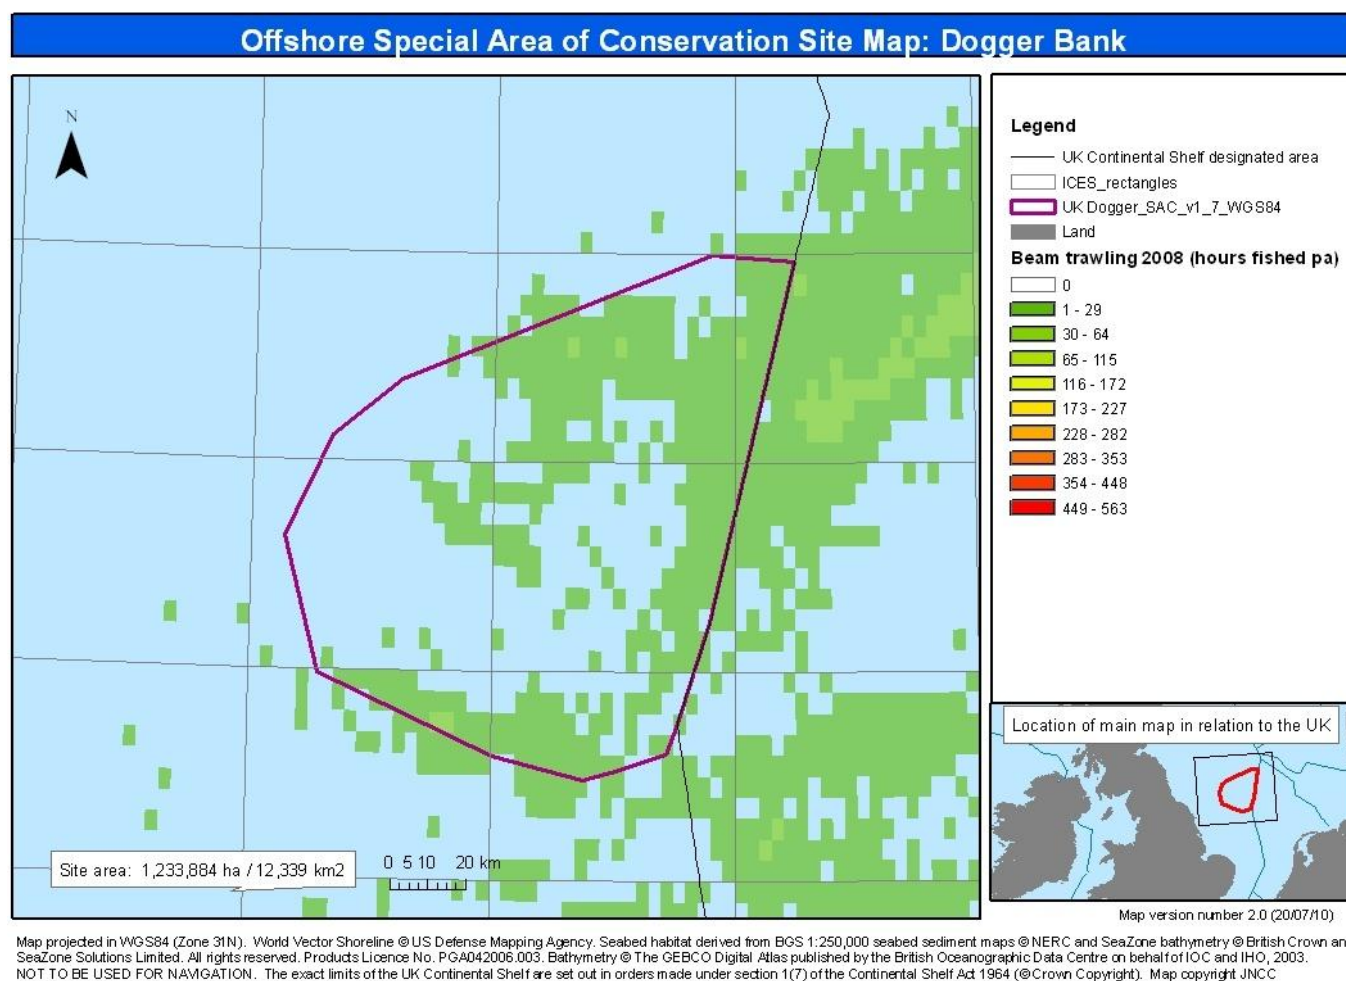 Offshore Special Area of Conservation Site Map: Dogger Bank
N
Legend
UK Continental Shelf designated area
ICES_rectangles
UK Dogger_SAC_v1_7_WGS84
Land
Beam trawling 2008 (hours fished pa)
0
1 - 29
30 - 64
65 - 115
116 - 172
173 - 227
228 - 282
283 - 353
354 - 448
449 - 563
Location of main map in relation to the UK
Site area: 1,233,884 ha / 12,339 km2
0 5 10 20 km
Map version number 2.0 (20/07/10)
Map projected in WGS84 (Zone 31N). World Vector Shoreline © US Defense Mapping Agency. Seabed habitat derived from BGS 1:250,000 seabed sediment maps © NERC and SeaZone bathymetry © British Crown an
SeaZone Solutions Limited. All rights reserved. Products Licence No. PGA042006.003. Bathymetry © The GEBCO Digital Atlas published by the British Oceanographic Data Centre on behalf of IOC and IHO, 2003.
NOT TO BE USED FOR NAVIGATION. The exact limits of the UK Continental Shelf are set out in orders made under section 1(7) of the Continental Shelf Act 1964 (© Crown Copyright). Map copyright JNCC